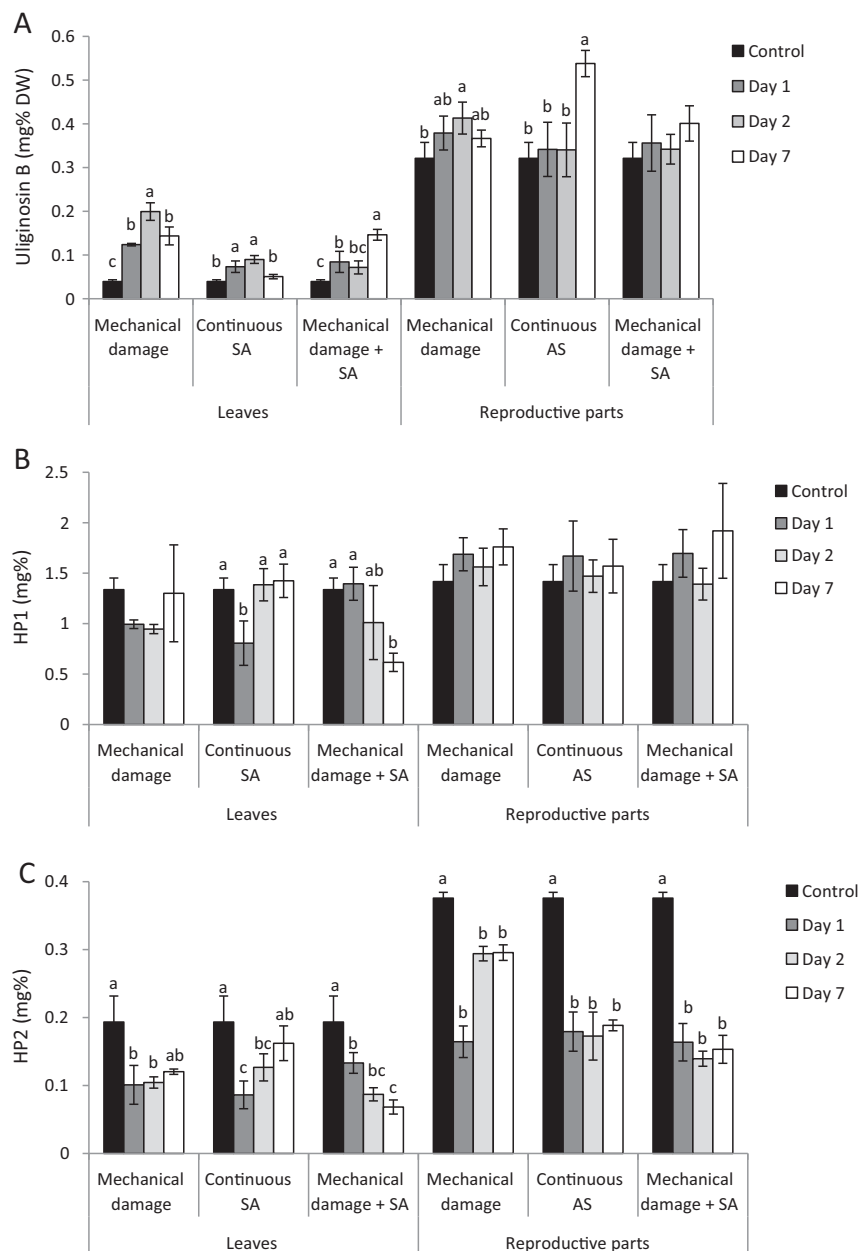 A
Uliginosin B (mg% DW)
0.6
0.5
0.4
0.3
0.2
0.1
0
c b a b
b a a b
c b bc a
b ab a ab
b b b a
Control
Day 1
Day 2
Day 7
Mechanical
damage
Continuous
SA
Mechanical
damage +
SA
Mechanical
damage
Continuous
AS
Mechanical
damage +
SA
Leaves
Reproductive parts
B
HP1 (mg%)
2.5
2
1.5
1
0.5
0
a b a a
a a ab b
Control
Day 1
Day 2
Day 7
Mechanical
damage
Continuous
SA
Mechanical
damage + SA
Mechanical
damage
Continuous
AS
Mechanical
damage + SA
Leaves
Reproductive parts
C
HP2 (mg%)
0.4
0.3
0.2
0.1
0
a b b ab
a c bc ab
a b bc c
a b b b
a b b b
a b b b
Control
Day 1
Day 2
Day 7
Mechanical
damage
Continuous
SA
Mechanical
damage + SA
Mechanical
damage
Continuous
AS
Mechanical
damage + SA
Leaves
Reproductive parts